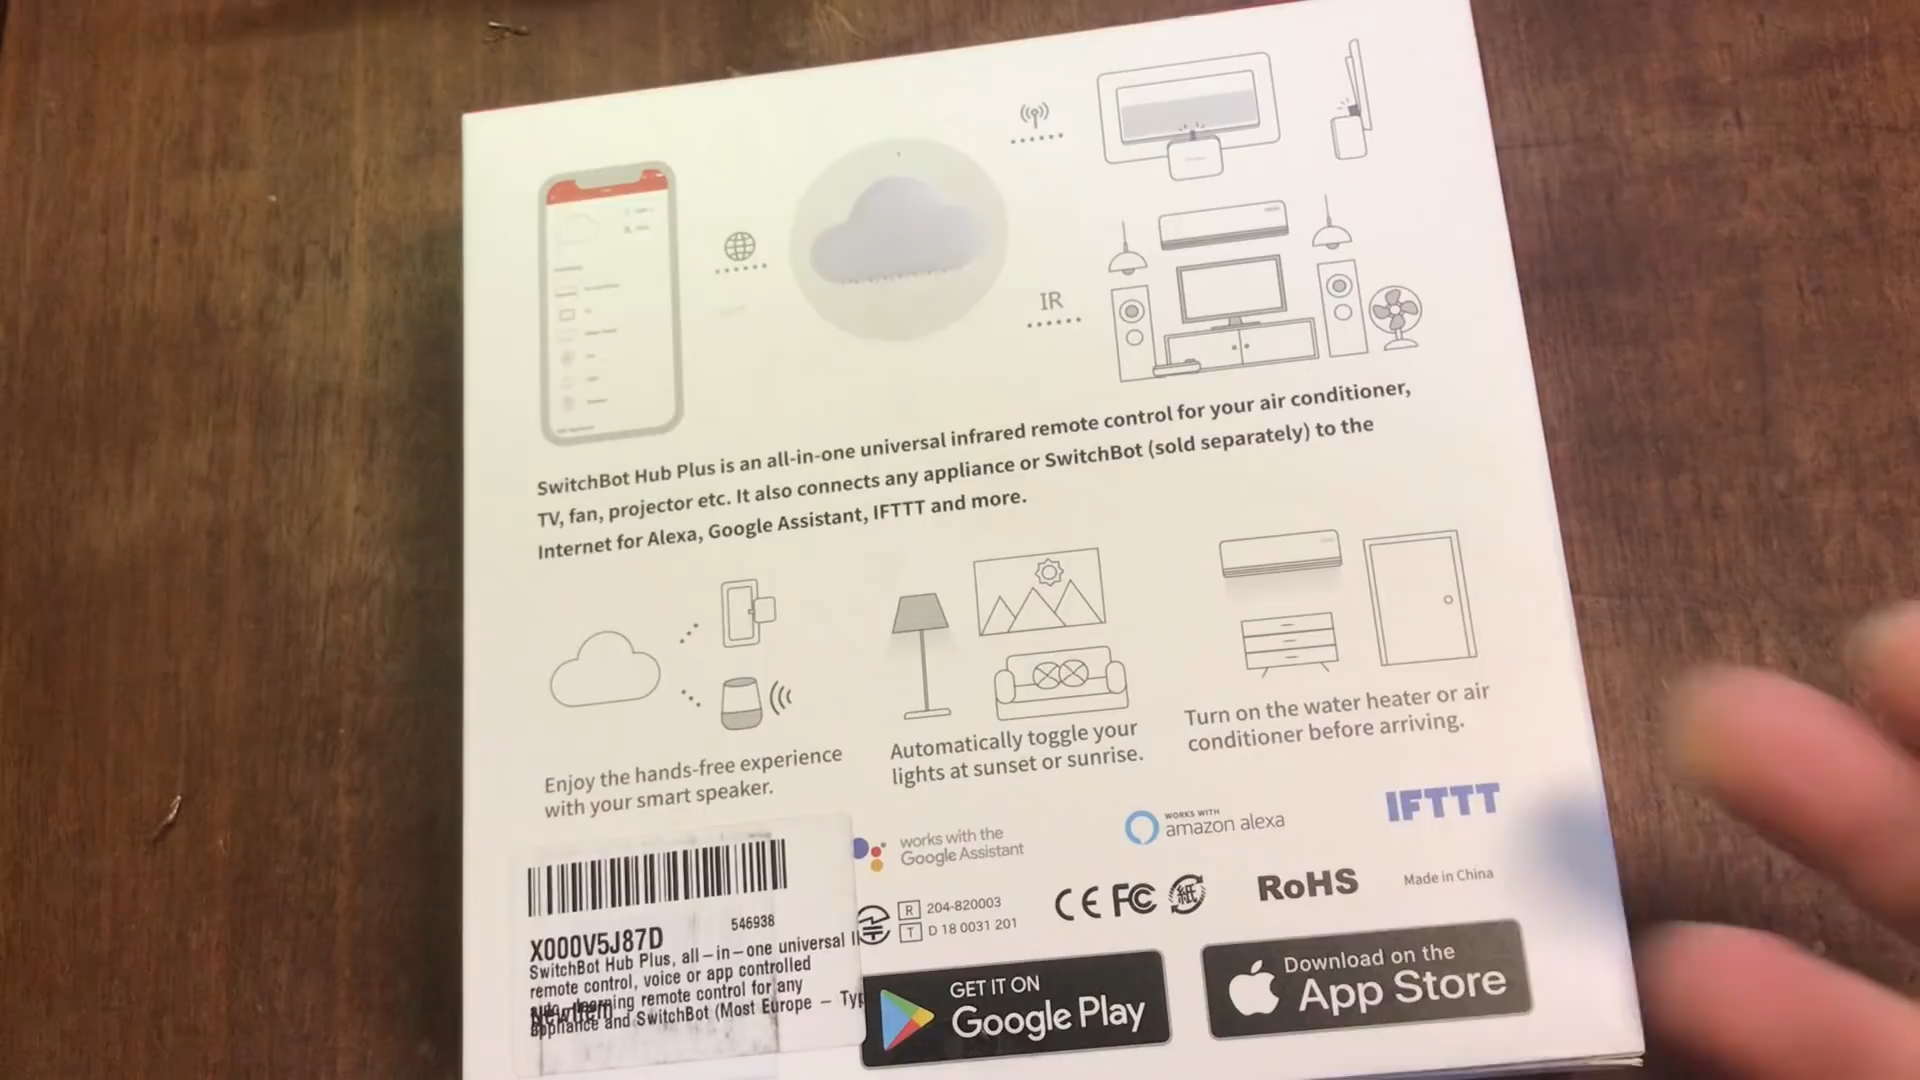 IR
SwitchBot Hub Plus is an all-in-one universal infrared remote control for your air conditioner,
TV, fan, projector etc. It also connects any appliance or SwitchBot (sold separately) to the
Internet for Alexa, Google Assistant, IFTTT and more.
Enjoy the hands-free experience
with your smart speaker.
Automatically toggle your
lights at sunset or sunrise.
Turn on the water heater or air
conditioner before arriving.
works with the
Google Assistant
WORKS WITH
amazon alexa
IFTTT
R 204-820003
T D 18 0031 201
CE FC 紙
RoHS
Made in China
546938
X000V5J87D
SwitchBot Hub Plus, all-in-one universal
remote control, voice or app controlled
remote control for any
appliance and SwitchBot (Most Europe – Typ
GET IT ON
Google Play
Download on the
App Store